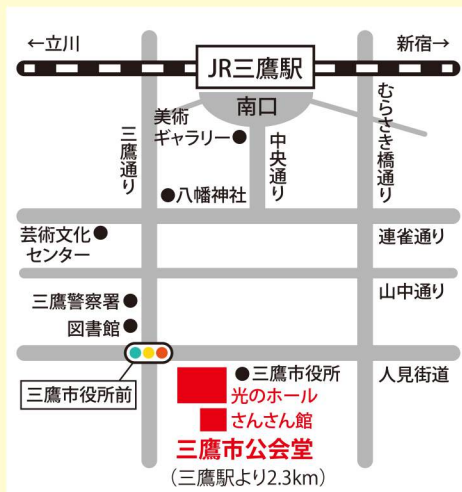 ←立川
新宿→
JR三鷹駅
南口
美術
ギャラリー
三鷹通り
中央通り
むらさき橋通り
八幡神社
芸術文化
センター
連雀通り
山中通り
三鷹警察署
図書館
三鷹市役所前
三鷹市役所
人見街道
光のホール
さんさん館
三鷹市公会堂
（三鷹駅より2.3km）